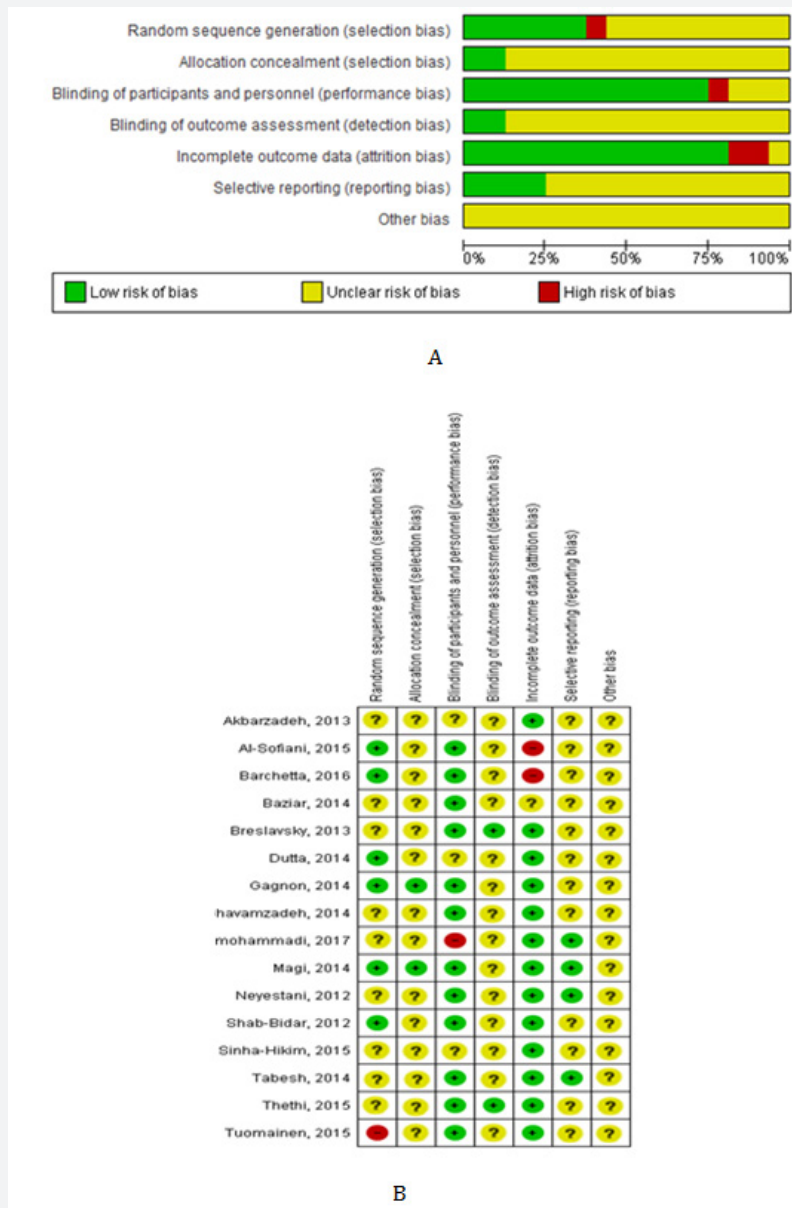 Random sequence generation (selection bias)
Allocation concealment (selection bias)
Blinding of participants and personnel (performance bias)
Blinding of outcome assessment (detection bias)
Incomplete outcome data (attrition bias)
Selective reporting (reporting bias)
Other bias
0% 25% 50% 75% 100%
Low risk of bias Unclear risk of bias High risk of bias
A
Random sequence generation (selection bias)
Allocation concealment (selection bias)
Blinding of participants and personnel (performance bias)
Blinding of outcome assessment (detection bias)
Incomplete outcome data (attrition bias)
Selective reporting (reporting bias)
Other bias
Akbarzadeh, 2013 ? ? ? ? + ? ?
Al-Sofiani, 2015 + ? + ? - ? ?
Barchetta, 2016 + ? + ? - ? ?
Baziar, 2014 ? ? + ? ? ? ?
Breslavsky, 2013 ? ? + + + ? ?
Dutta, 2014 + ? ? ? + ? ?
Gagnon, 2014 + + + ? + ? ?
havamzadeh, 2014 ? ? + ? + ? ?
mohammadi, 2017 ? ? - ? + + ?
Magi, 2014 + + + ? + + ?
Neyestani, 2012 ? ? + ? + + ?
Shab-Bidar, 2012 + ? + ? + ? ?
Sinha-Hikim, 2015 ? ? ? ? + ? ?
Tabesh, 2014 ? ? + ? + + ?
Thethi, 2015 ? ? + + + ? ?
Tuomainen, 2015 - ? + ? + ? ?
B